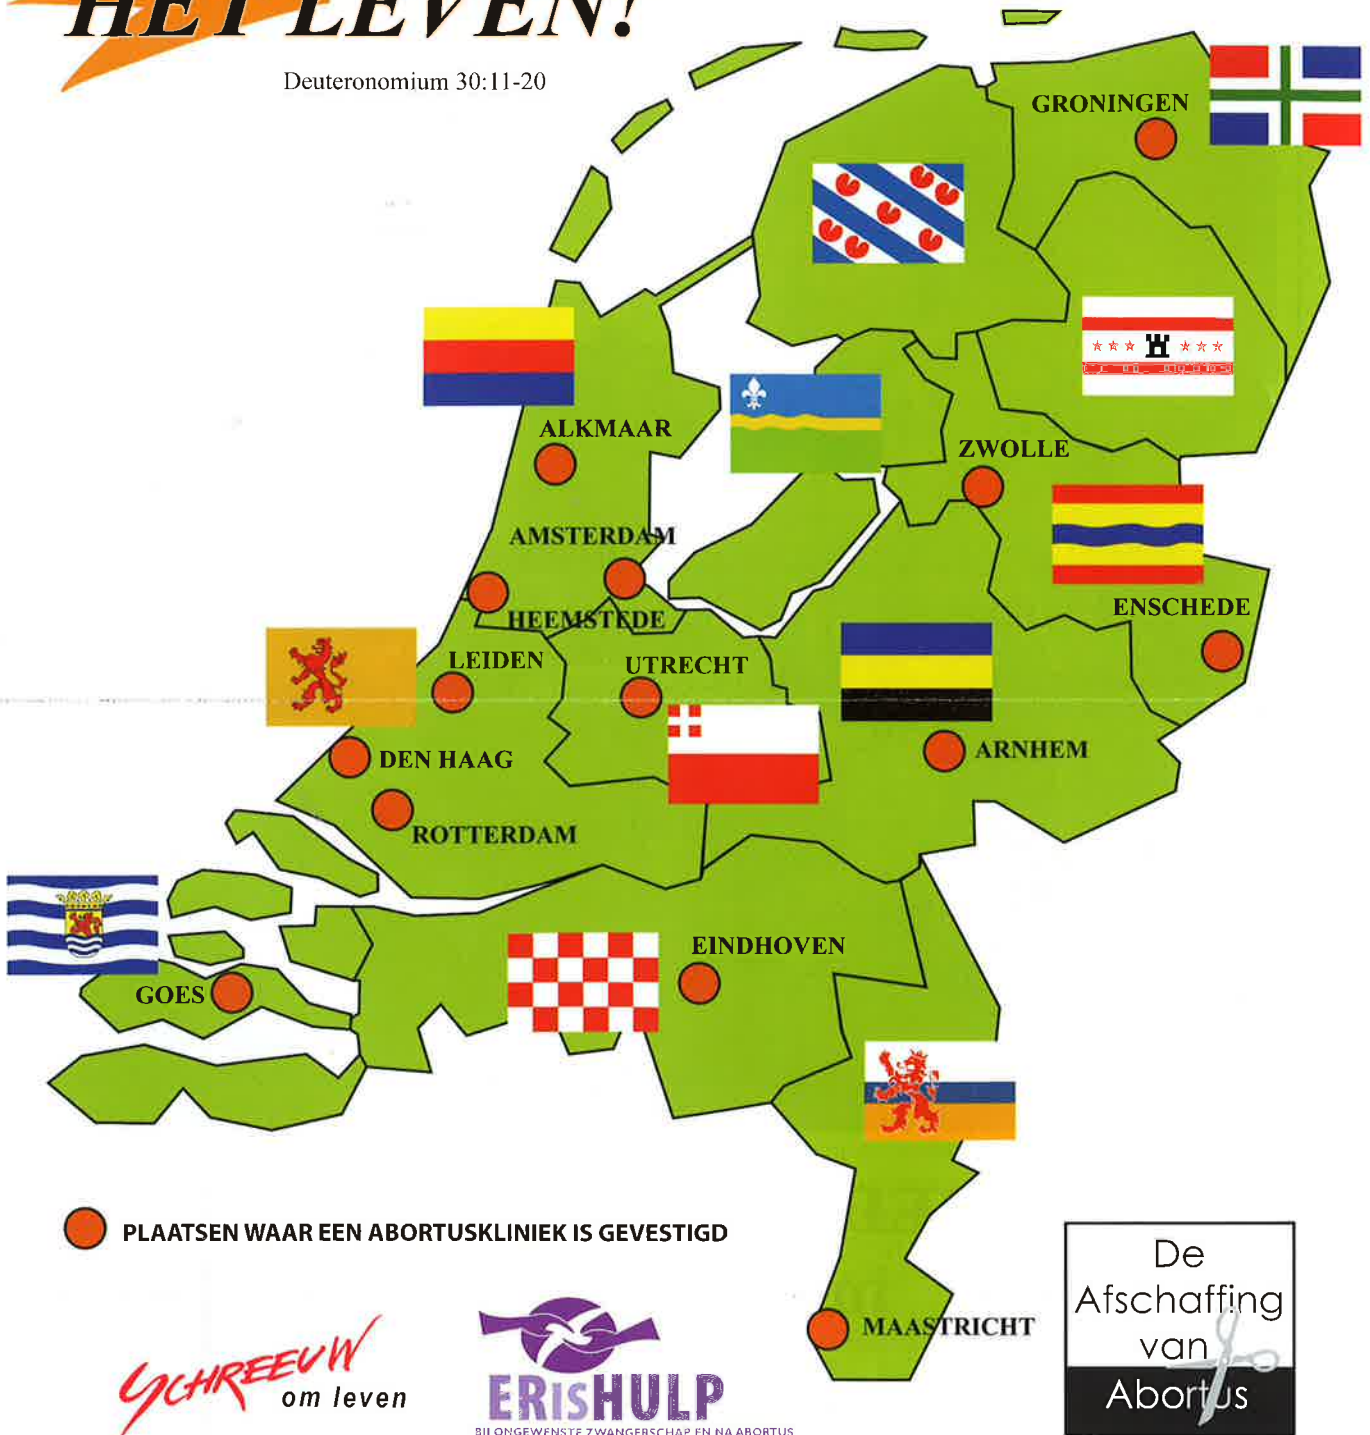 HET LEVEN!
Deuteronomium 30:11-20
GRONINGEN
ALKMAAR
ZWOLLE
AMSTERDAM
HEEMSTEDE
ENSCHEDE
LEIDEN
UTRECHT
DEN HAAG
ARNHEM
ROTTERDAM
EINDHOVEN
GOES
PLAATSEN WAAR EEN ABORTUSKLINIEK IS GEVESTIGD
MAASTRICHT
SCHREEUW
om leven
ERISHULP
BIJ ONGEWENSTE ZWANGERSCHAP EN NA ABORTUS
De
Afschaffing
van
Abortus